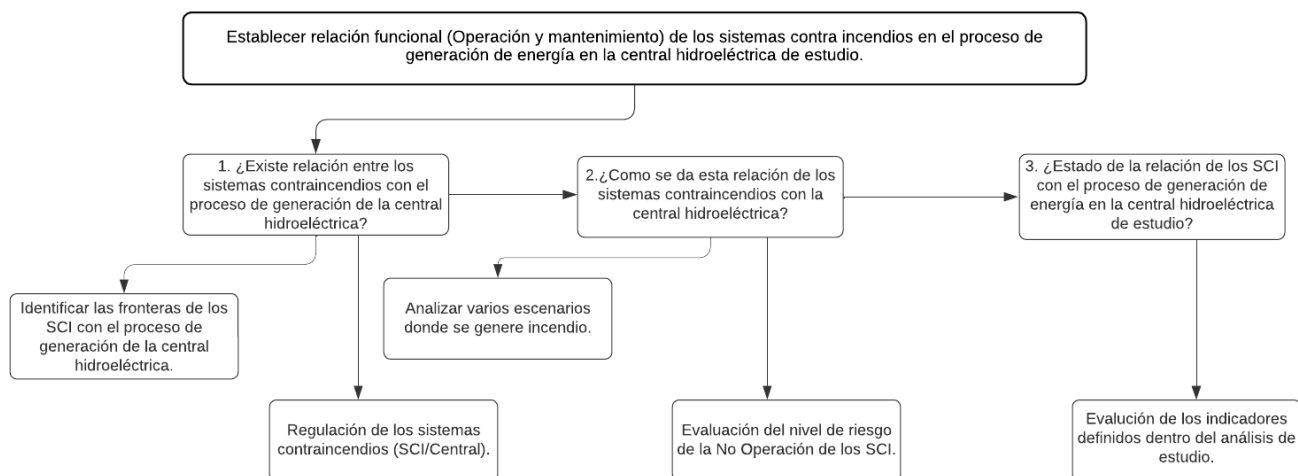 Establecer relación funcional (Operación y mantenimiento) de los sistemas contra incendios en el proceso de
generación de energía en la central hidroeléctrica de estudio.
1. ¿Existe relación entre los
sistemas contraincendios con el
proceso de generación de la central
hidroeléctrica?
2.¿Como se da esta relación de los
sistemas contraincendios con la
central hidroeléctrica?
3. ¿Estado de la relación de los SCI
con el proceso de generación de
energía en la central hidroeléctrica
de estudio?
Identificar las fronteras de los
SCI con el proceso de
generación de la central
hidroeléctrica.
Analizar varios escenarios
donde se genere incendio.
Regulación de los sistemas
contraincendios (SCI/Central).
Evaluación del nivel de riesgo
de la No Operación de los SCI.
Evalución de los indicadores
definidos dentro del análisis de
estudio.